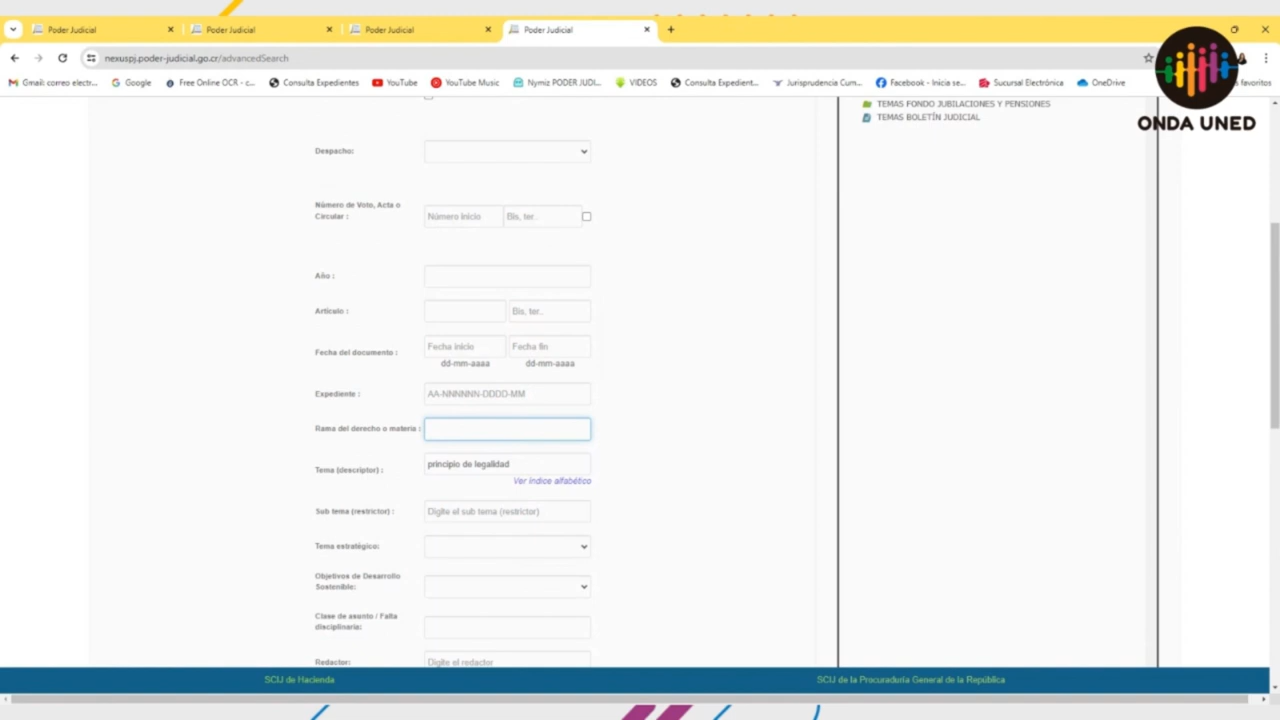 Poder Judicial
Poder Judicial
Poder Judicial
Poder Judicial
nexuspj.poder-judicial.go.cr/advancedSearch
Gmail: correo electr...
Google
Free Online OCR - c...
Consulta Expedientes
YouTube
YouTube Music
Nymiz PODER JUDI...
VIDEOS
Consulta Expedient...
Jurisprudencia Cum...
Facebook - Inicia se...
Sucursal Electrónica
OneDrive
favoritos
ONDA UNED
TEMAS FONDO JUBILACIONES Y PENSIONES
TEMAS BOLETÍN JUDICIAL
Despacho:
Número de Voto, Acta o
Circular :
Número inicio
Bis, ter..
Año :
Artículo :
Bis, ter..
Fecha del documento :
Fecha inicio
Fecha fin
dd-mm-aaaa
dd-mm-aaaa
Expediente :
AA-NNNNNN-DDDD-MM
Rama del derecho o materia :
Tema (descriptor) :
principio de legalidad
Ver índice alfabético
Sub tema (restrictor) :
Digite el sub tema (restrictor)
Tema estratégico:
Objetivos de Desarrollo
Sostenible:
Clase de asunto / Falta
disciplinaria:
Redactor:
Digite el redactor
SCIJ de Hacienda
SCIJ de la Procuraduría General de la República